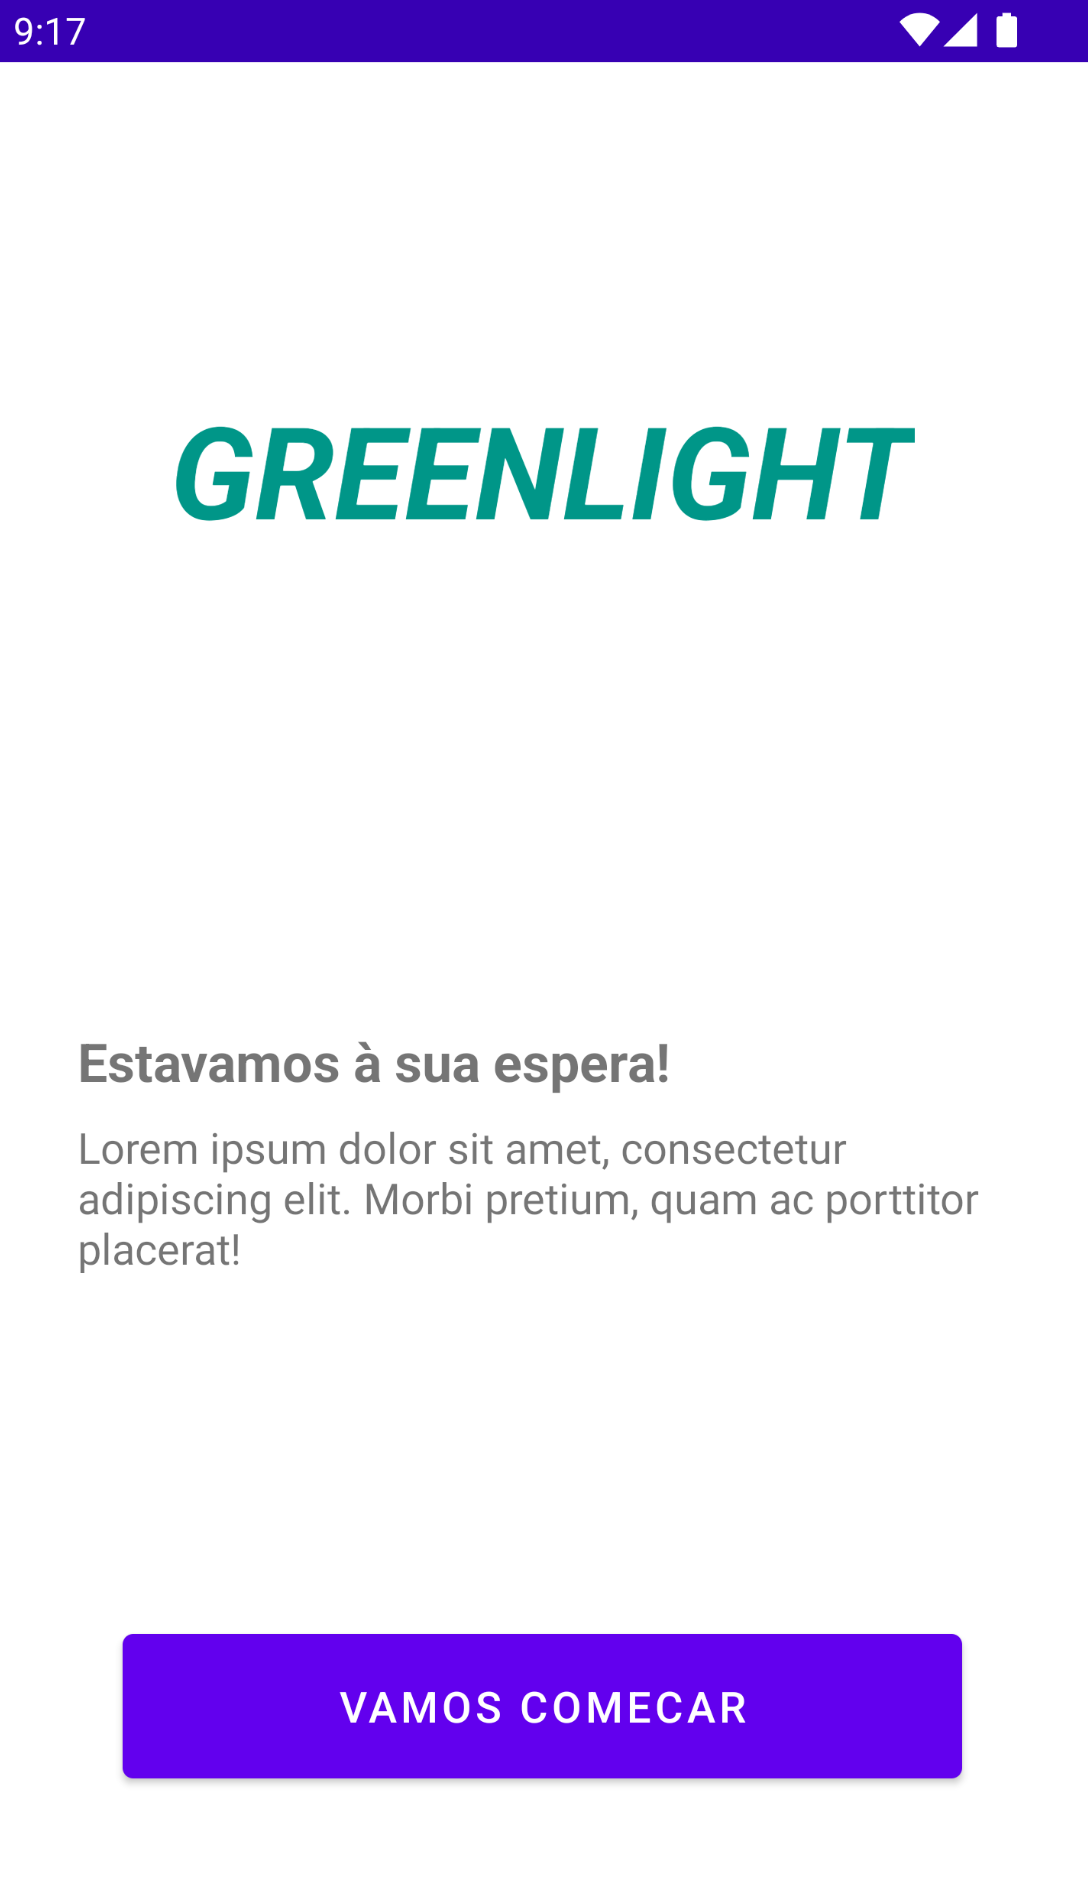 9:17
GREENLIGHT
Estavamos à sua espera!
Lorem ipsum dolor sit amet, consectetur
adipiscing elit. Morbi pretium, quam ac porttitor
placerat!
VAMOS COMECAR